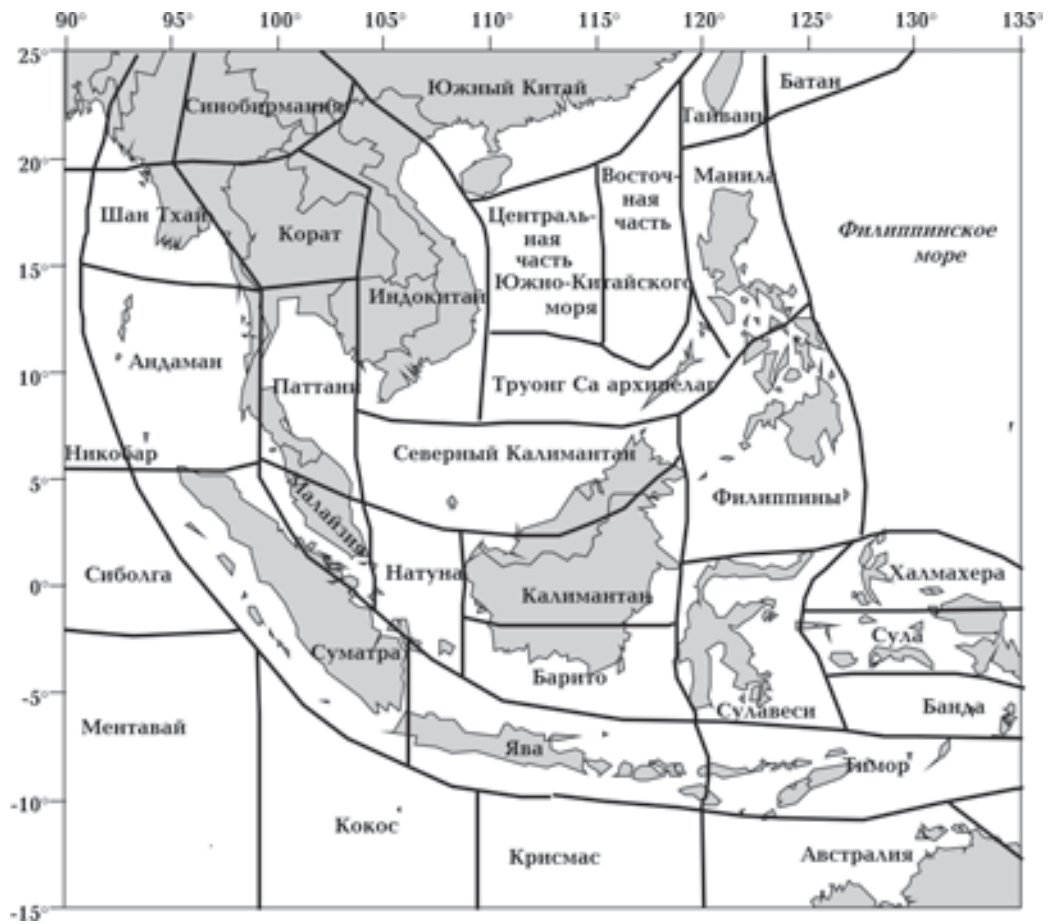 90° 95° 100° 105° 110° 115° 120° 125° 130° 135°
25°
Южный Китай
Батан
Синобирмания
Тайвань
20°
Восточ-
ная
часть
Манила
Шан Тхай
Централь-
ная
часть
Корат
Филиппинское
море
15°
Южно-Китайского
моря
Индокитай
Андаман
10°
Паттани
Труонг Са архипелаг
Никобар
Северный Калимантан
5°
Филиппины
Малайзия
Сиболга
0°
Натуна
Калимантан
Халмахера
Сула
Суматра
Барито
-5°
Сулавеси
Банда
Ментавай
Ява
Тимор
-10°
Кокос
Крисмас
Австралия
-15°